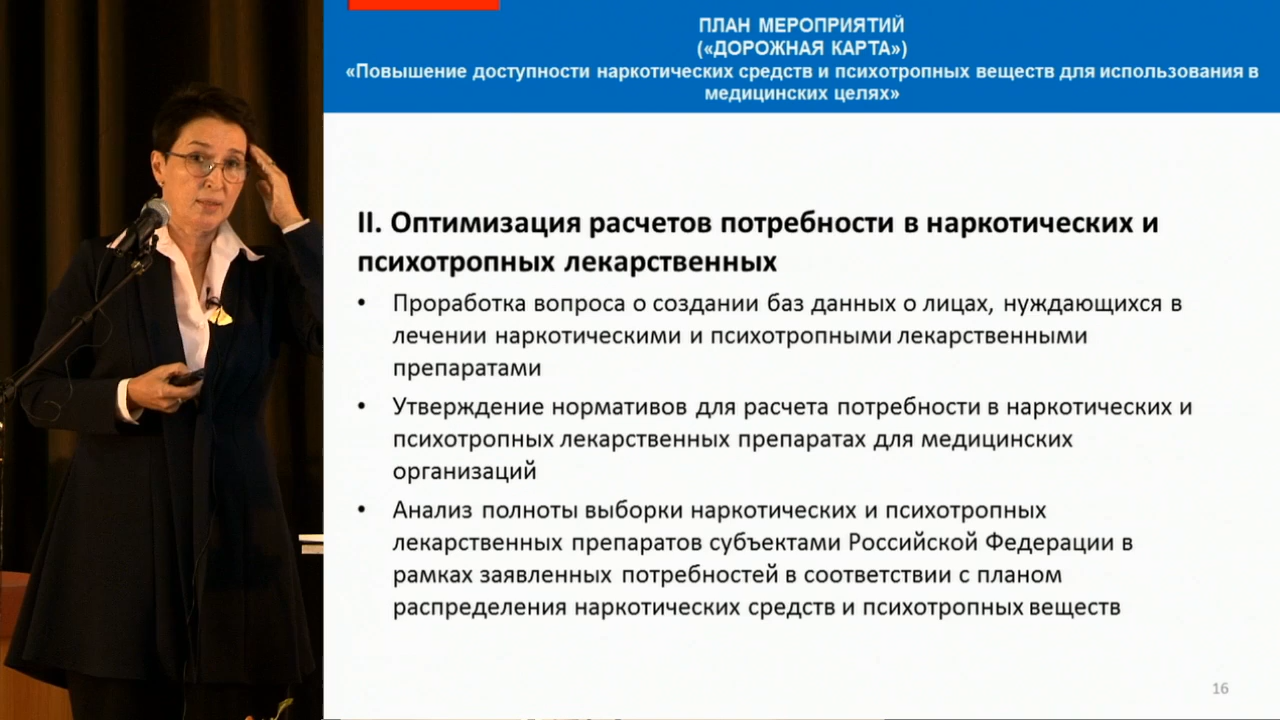 ПЛАН МЕРОПРИЯТИЙ
(«ДОРОЖНАЯ КАРТА»)
«Повышение доступности наркотических средств и психотропных веществ для использования в
медицинских целях»
II. Оптимизация расчетов потребности в наркотических и
психотропных лекарственных
• Проработка вопроса о создании баз данных о лицах, нуждающихся в
лечении наркотическими и психотропными лекарственными
препаратами
• Утверждение нормативов для расчета потребности в наркотических и
психотропных лекарственных препаратах для медицинских
организаций
• Анализ полноты выборки наркотических и психотропных
лекарственных препаратов субъектами Российской Федерации в
рамках заявленных потребностей в соответствии с планом
распределения наркотических средств и психотропных веществ
16